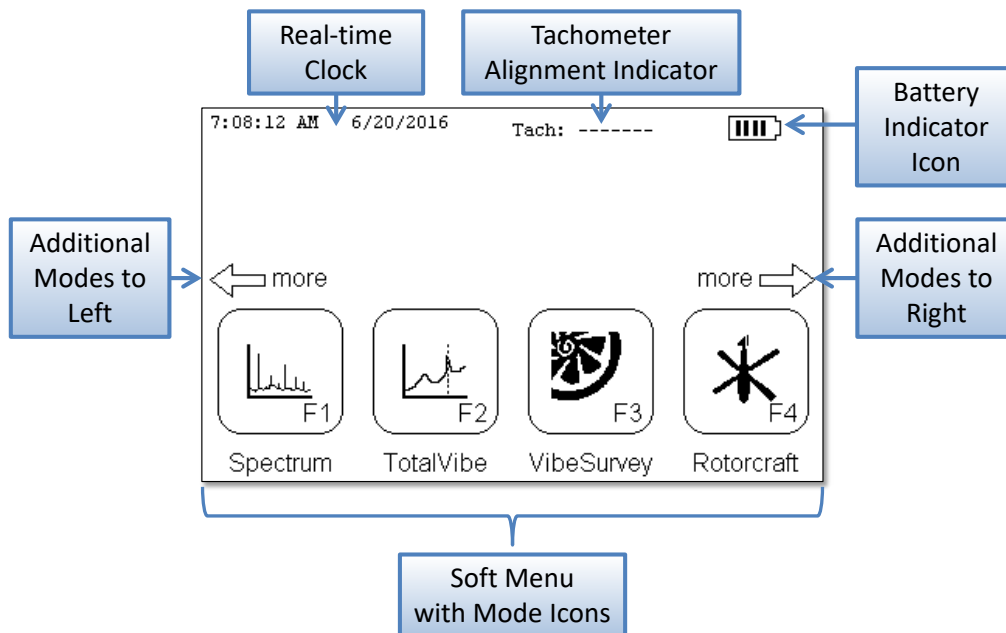 Real-time
Clock
Tachometer
Alignment Indicator
Battery
Indicator
Icon
7:08:12 AM 6/20/2016 Tach: -------
Additional
Modes to
Left
more
more
Additional
Modes to
Right
F1
F2
F3
F4
Spectrum TotalVibe VibeSurvey Rotorcraft
Soft Menu
with Mode Icons